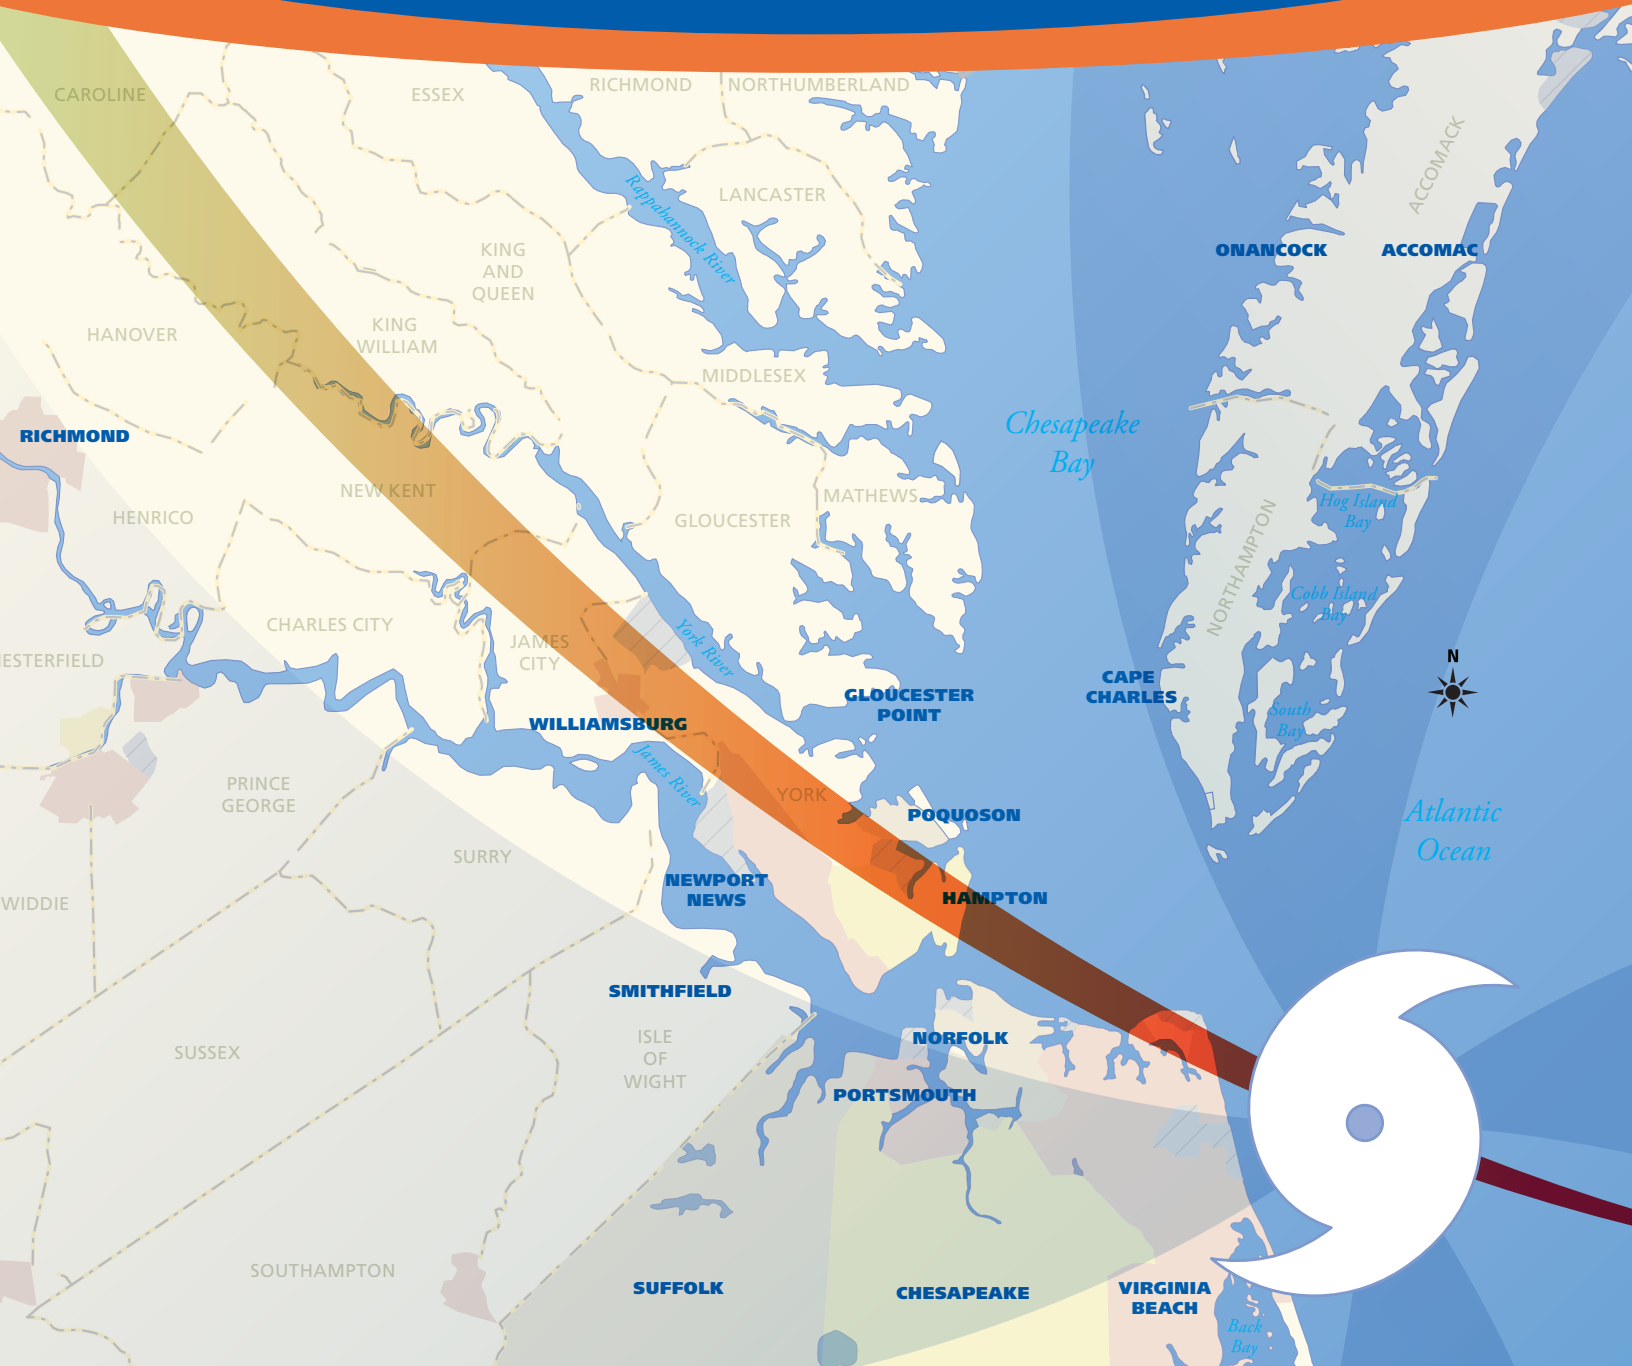 CAROLINE
ESSEX
RICHMOND
NORTHUMBERLAND
ACCOMACK
LANCASTER
Rappahannock River
ONANCOCK
ACCOMAC
KING
AND
QUEEN
HANOVER
KING
WILLIAM
MIDDLESEX
Chesapeake
Bay
RICHMOND
NEW KENT
MATHEWS
Hog Island
Bay
HENRICO
GLOUCESTER
NORTHAMPTON
Cobb Island
Bay
CHARLES CITY
JAMES
CITY
York River
ESTERFIELD
N
CAPE
CHARLES
GLOUCESTER
POINT
South
Bay
WILLIAMSBURG
James River
PRINCE
GEORGE
YORK
POQUOSON
Atlantic
Ocean
SURRY
NEWPORT
NEWS
HAMPTON
WIDDIE
SMITHFIELD
NORFOLK
SUSSEX
ISLE
OF
WIGHT
PORTSMOUTH
SOUTHAMPTON
SUFFOLK
CHESAPEAKE
VIRGINIA
BEACH
Back
Bay